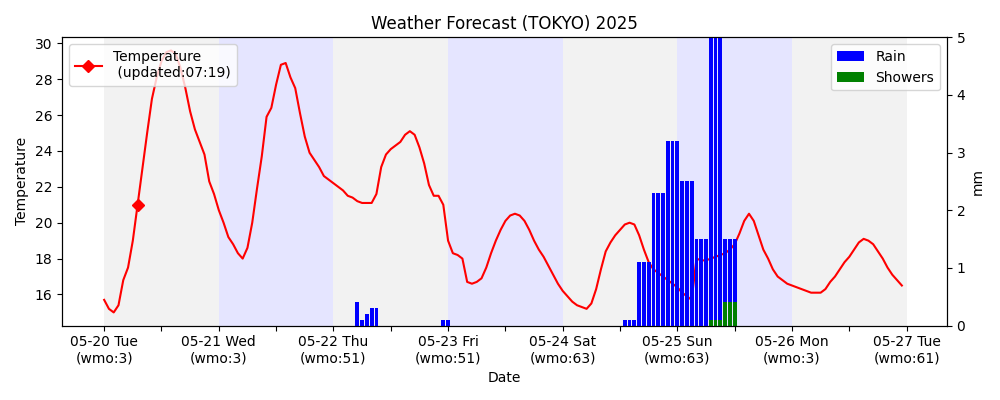 Weather Forecast (TOKYO) 2025
Temperature
(updated:07:19)
Rain
Showers
30
28
26
24
22
20
18
16
Temperature
5
4
3
2
1
0
mm
05-20 Tue
(wmo:3)
05-21 Wed
(wmo:3)
05-22 Thu
(wmo:51)
05-23 Fri
(wmo:51)
05-24 Sat
(wmo:63)
05-25 Sun
(wmo:63)
05-26 Mon
(wmo:3)
05-27 Tue
(wmo:61)
Date